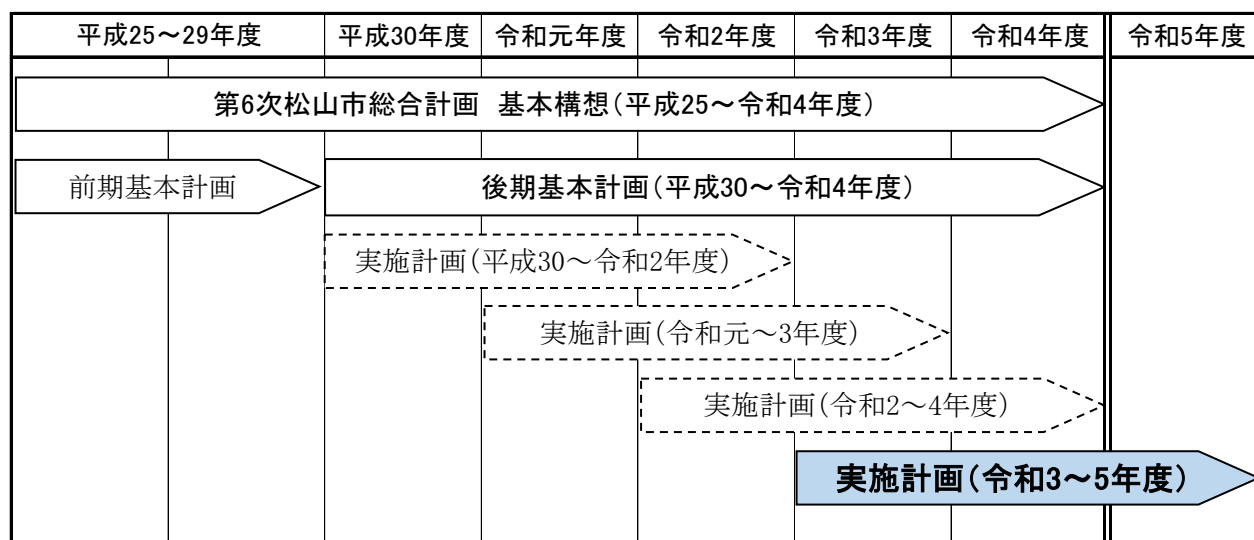 平成25～29年度 平成30年度 令和元年度 令和2年度 令和3年度 令和4年度 令和5年度
第6次松山市総合計画 基本構想(平成25～令和4年度)
前期基本計画 後期基本計画(平成30～令和4年度)
実施計画(平成30～令和2年度)
実施計画(令和元～3年度)
実施計画(令和2～4年度)
実施計画(令和3～5年度)